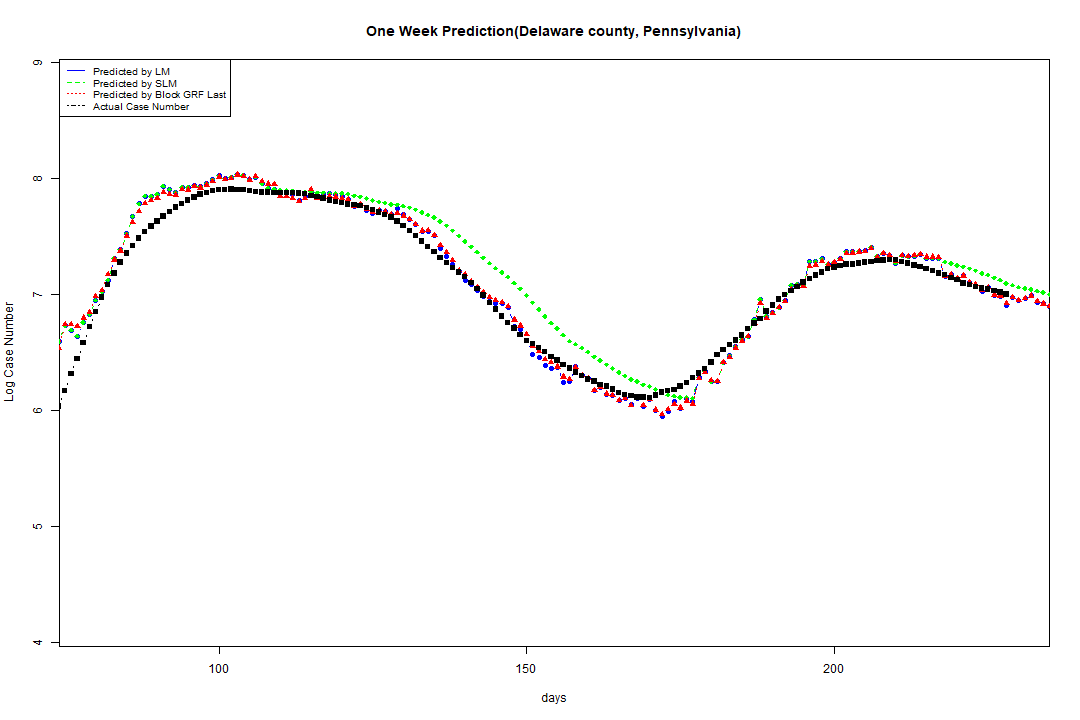 One Week Prediction(Delaware county, Pennsylvania)
Predicted by LM
Predicted by SLM
Predicted by Block GRF Last
Actual Case Number
9
8
7
6
5
4
Log Case Number
100 150 200
days